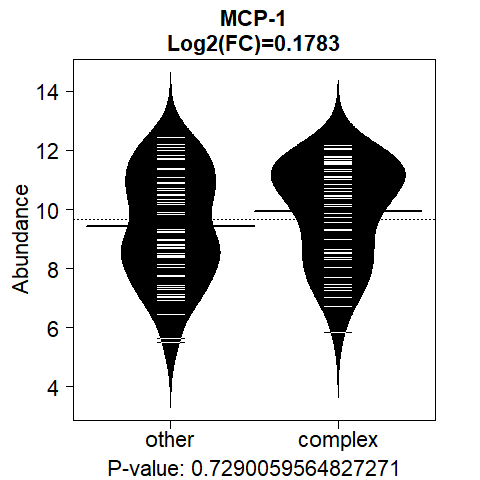 MCP-1
Log2(FC)=0.1783
Abundance
14
12
10
8
6
4
other complex
P-value: 0.7290059564827271